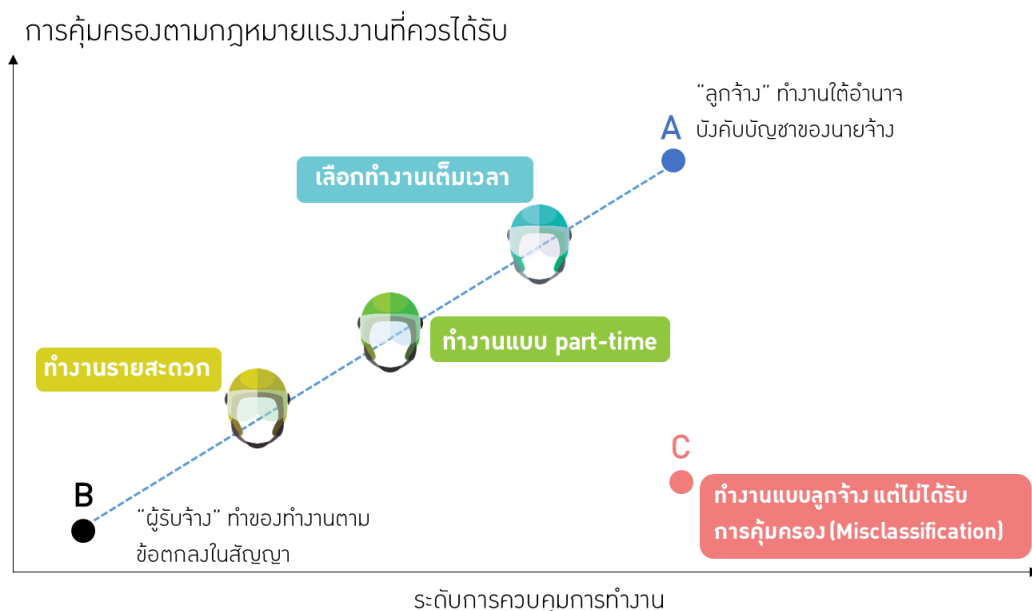 การคุ้มครองตามกฎหมายแรงงานที่ควรได้รับ
“ลูกจ้าง” ทำงานใต้อำนาจ
บังคับบัญชาของนายจ้าง
A
เลือกทำงานเต็มเวลา
ทำงานแบบ part-time
ทำงานรายสะดวก
C
ทำงานแบบลูกจ้าง แต่ไม่ได้รับ
การคุ้มครอง (Misclassification)
B
“ผู้รับจ้าง” ทำของทำงานตาม
ข้อตกลงในสัญญา
ระดับการควบคุมการทำงาน